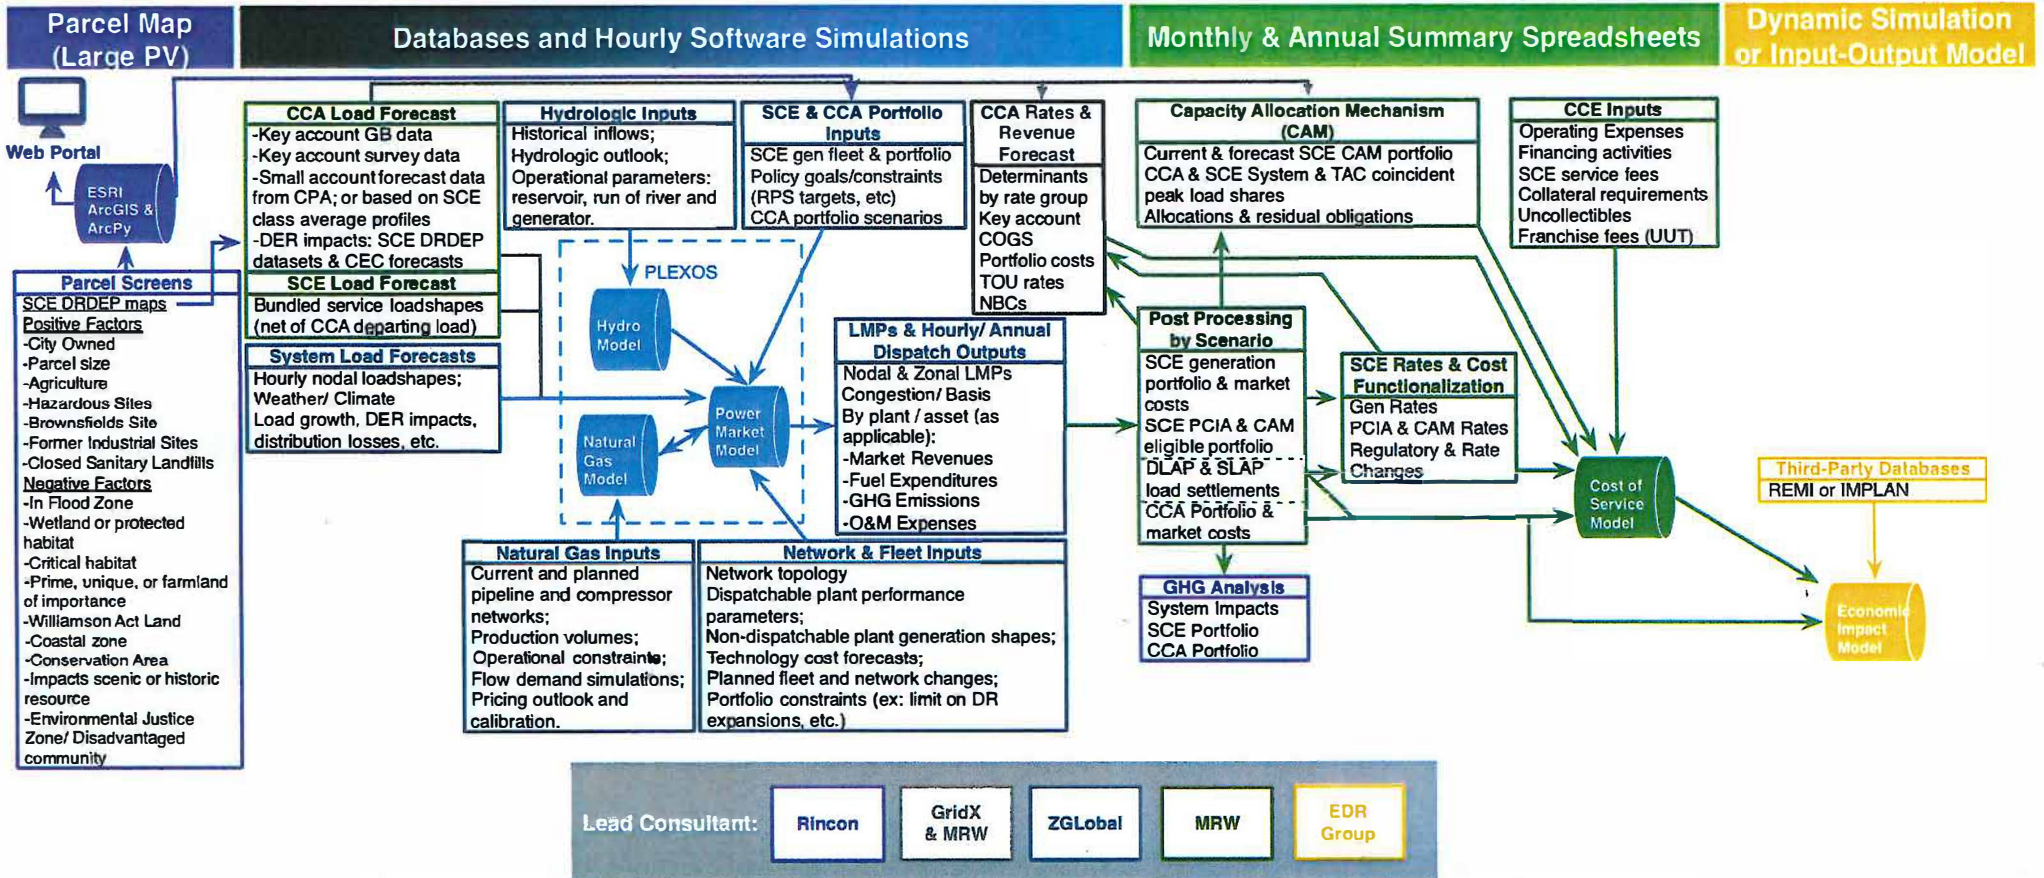 Parcel Map
(Large PV)
Databases and Hourly Software Simulations
Monthly & Annual Summary Spreadsheets
Dynamic Simulation
or Input-Output Model
Web Portal
ESRI
ArcGIS &
ArcPy
Parcel Screens
SCE DRDEP maps
Positive Factors
-City Owned
-Parcel size
-Agriculture
-Hazardous Sites
-Brownsfields Site
-Former Industrial Sites
-Closed Sanitary Landfills
Negative Factors
-In Flood Zone
-Wetland or protected
habitat
-Critical habitat
-Prime, unique, or farmland
of importance
-Williamson Act Land
-Coastal zone
-Conservation Area
-Impacts scenic or historic
resource
-Environmental Justice
Zone/ Disadvantaged
community
CCA Load Forecast
-Key account GB data
-Key account survey data
-Small account forecast data
from CPA; or based on SCE
class average profiles
-DER impacts: SCE DRDEP
datasets & CEC forecasts
SCE Load Forecast
Bundled service loadshapes
(net of CCA departing load)
System Load Forecasts
Hourly nodal loadshapes;
Weather/ Climate
Load growth, DER impacts,
distribution losses, etc.
Hydrologic Inputs
Historical inflows;
Hydrologic outlook;
Operational parameters:
reservoir, run of river and
generator.
SCE & CCA Portfolio
Inputs
SCE gen fleet & portfolio
Policy goals/constraints
(RPS targets, etc)
CCA portfolio scenarios
PLEXOS
Hydro
Model
Natural
Gas
Model
Power
Market
Model
Natural Gas Inputs
Current and planned
pipeline and compressor
networks;
Production volumes;
Operational constraints;
Flow demand simulations;
Pricing outlook and
calibration.
Network & Fleet Inputs
Network topology
Dispatchable plant performance
parameters;
Non-dispatchable plant generation shapes;
Technology cost forecasts;
Planned fleet and network changes;
Portfolio constraints (ex: limit on DR
expansions, etc.)
LMPs & Hourly/ Annual
Dispatch Outputs
Nodal & Zonal LMPs
Congestion/ Basis
By plant / asset (as
applicable):
-Market Revenues
-Fuel Expenditures
-GHG Emissions
-O&M Expenses
CCA Rates &
Revenue
Forecast
Determinants
by rate group
Key account
COGS
Portfolio costs
TOU rates
NBCs
Capacity Allocation Mechanism
(CAM)
Current & forecast SCE CAM portfolio
CCA & SCE System & TAC coincident
peak load shares
Allocations & residual obligations
Post Processing
by Scenario
SCE generation
portfolio & market
costs
SCE PCIA & CAM
eligible portfolio
DLAP & SLAP
load settlements
CCA Portfolio &
market costs
GHG Analysis
System Impacts
SCE Portfolio
CCA Portfolio
SCE Rates & Cost
Functionalization
Gen Rates
PCIA & CAM Rates
Regulatory & Rate
Changes
CCE Inputs
Operating Expenses
Financing activities
SCE service fees
Collateral requirements
Uncollectibles
Franchise fees (UUT)
Cost of
Service
Model
Third-Party Databases
REMI or IMPLAN
Economic
Impact
Model
Lead Consultant:
Rincon
GridX
& MRW
ZGLobal
MRW
EDR
Group